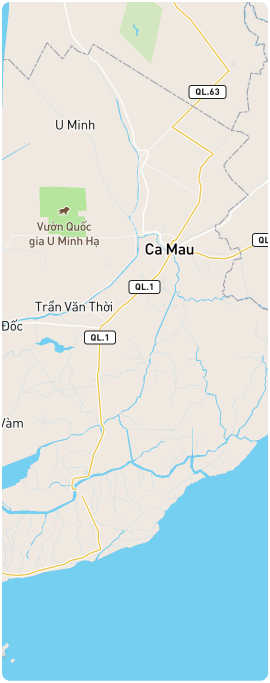 QL.63
U Minh
Vườn Quốc
gia U Minh Hạ
Ca Mau
QL
QL.1
Trần Văn Thời
Đốc
QL.1
Vàm